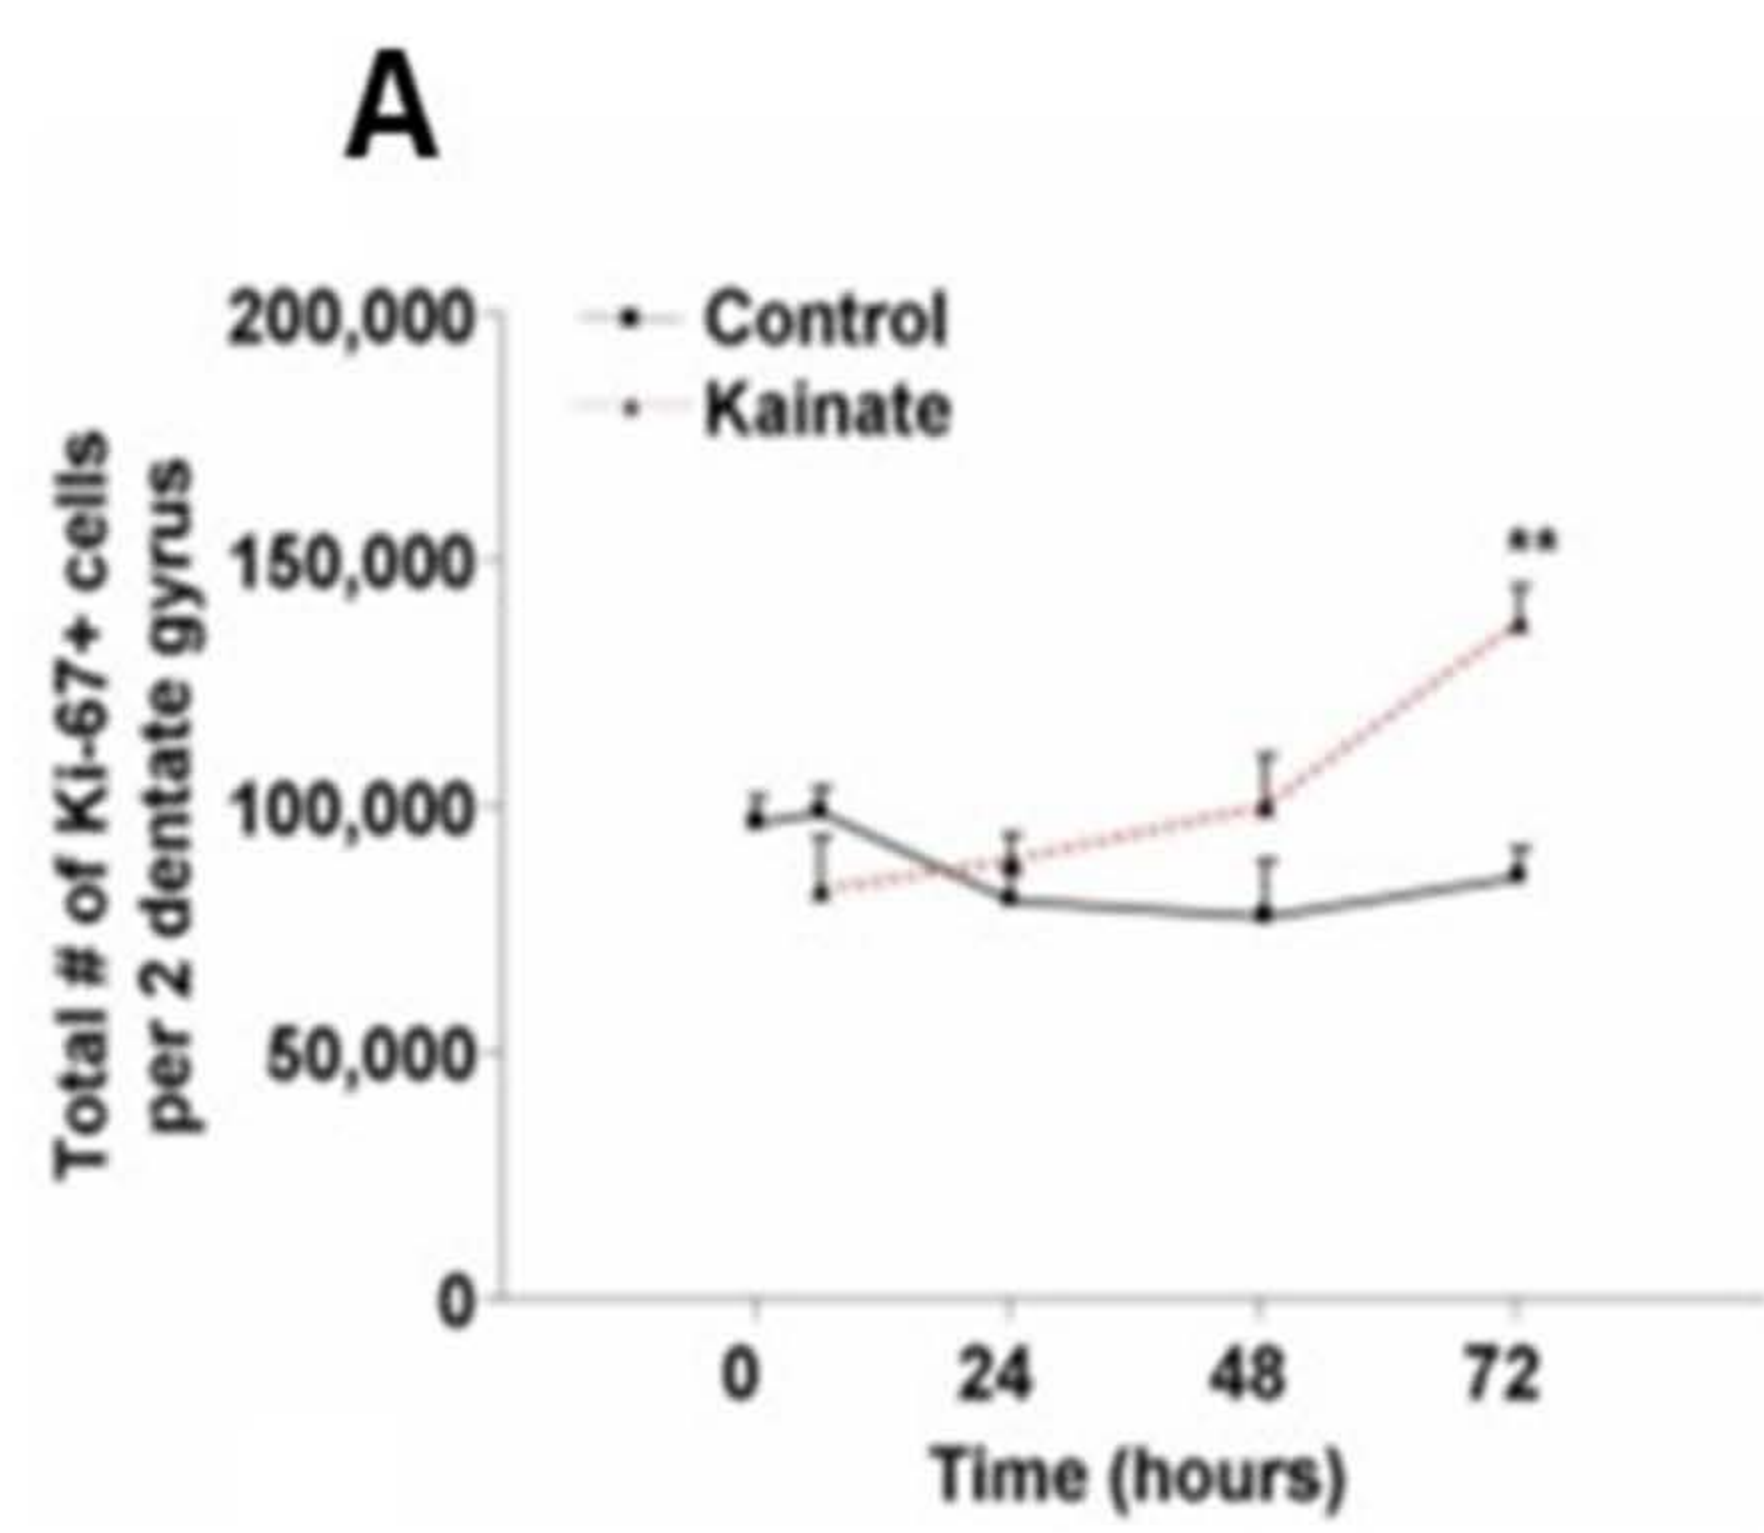 A
200,000
Control
Kainate
150,000
**
100,000
50,000
0
Total # of Ki-67+ cells
per 2 dentate gyrus
0 24 48 72
Time (hours)